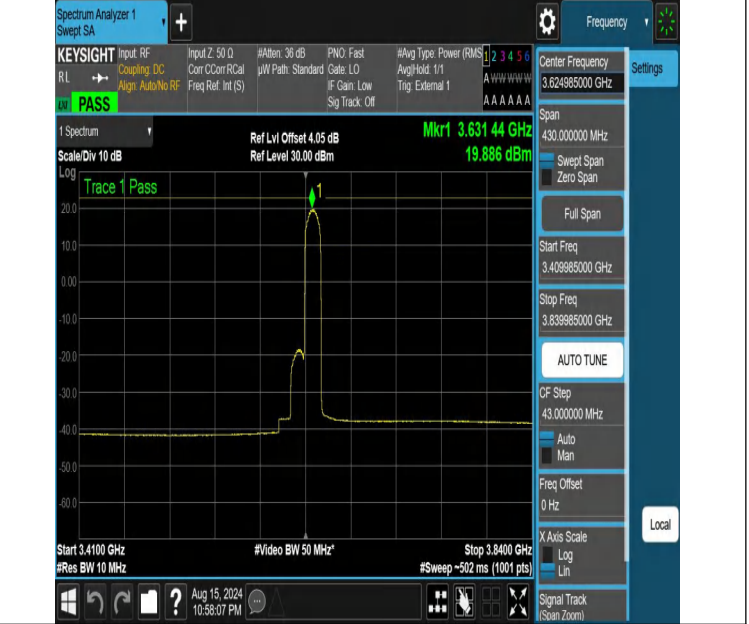 Spectrum Analyzer 1
Swept SA
+
Frequency
KEYSIGHT
RL
LXI PASS
Input: RF
Coupling: DC
Align: Auto/No RF
Input Z: 50 Ω
Corr CCorr RCal
Freq Ref: Int (S)
#Atten: 36 dB
µW Path: Standard
PNO: Fast
Gate: LO
IF Gain: Low
Sig Track: Off
#Avg Type: Power (RMS
Avg|Hold: 1/1
Trig: External 1
1 2 3 4 5 6
A W W W W W
A A A A A A
1 Spectrum
Scale/Div 10 dB
Log
Ref Lvl Offset 4.05 dB
Ref Level 30.00 dBm
Mkr1 3.631 44 GHz
19.886 dBm
Trace 1 Pass
1
20.0
10.0
0.00
-10.0
-20.0
-30.0
-40.0
-50.0
-60.0
Start 3.4100 GHz
#Res BW 10 MHz
#Video BW 50 MHz*
Stop 3.8400 GHz
#Sweep ~502 ms (1001 pts)
?
Aug 15, 2024
10:58:07 PM
Center Frequency
3.624985000 GHz
Settings
Span
430.000000 MHz
Swept Span
Zero Span
Full Span
Start Freq
3.409985000 GHz
Stop Freq
3.839985000 GHz
AUTO TUNE
CF Step
43.000000 MHz
Auto
Man
Freq Offset
0 Hz
X Axis Scale
Log
Lin
Local
Signal Track
(Span Zoom)